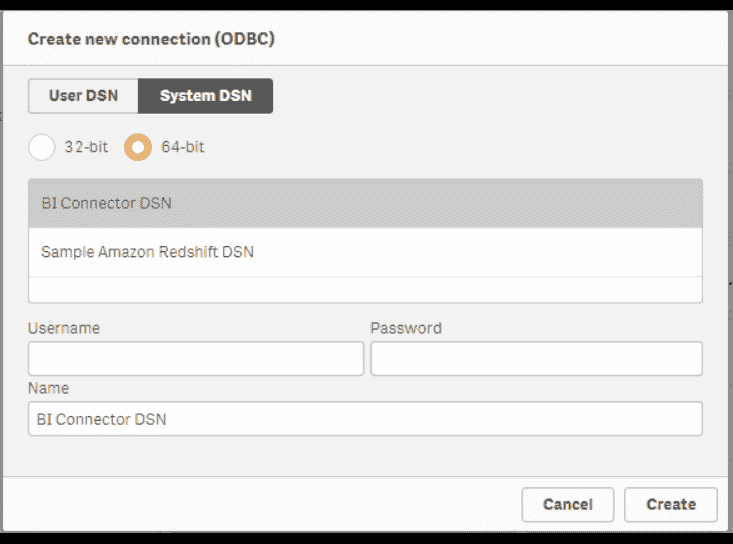 Create new connection (ODBC)
User DSN System DSN
32-bit 64-bit
BI Connector DSN
Sample Amazon Redshift DSN
Username Password
Name
BI Connector DSN
Cancel Create